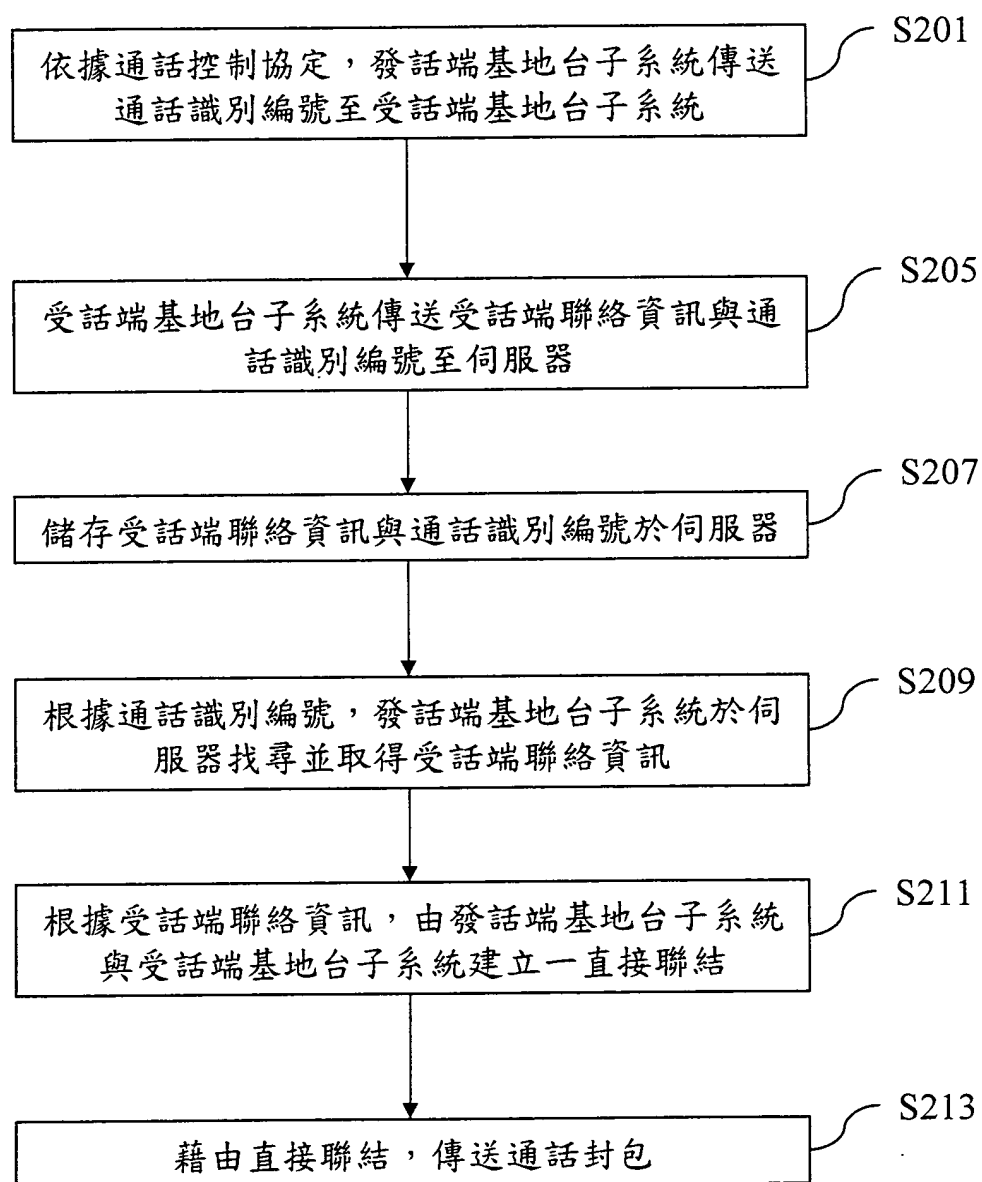 S201
依據通話控制協定，發話端基地台子系統傳送
通話識別編號至受話端基地台子系統
S205
受話端基地台子系統傳送受話端聯絡資訊與通
話識別編號至伺服器
S207
儲存受話端聯絡資訊與通話識別編號於伺服器
S209
根據通話識別編號，發話端基地台子系統於伺
服器找尋並取得受話端聯絡資訊
S211
根據受話端聯絡資訊，由發話端基地台子系統
與受話端基地台子系統建立一直接聯結
S213
藉由直接聯結，傳送通話封包